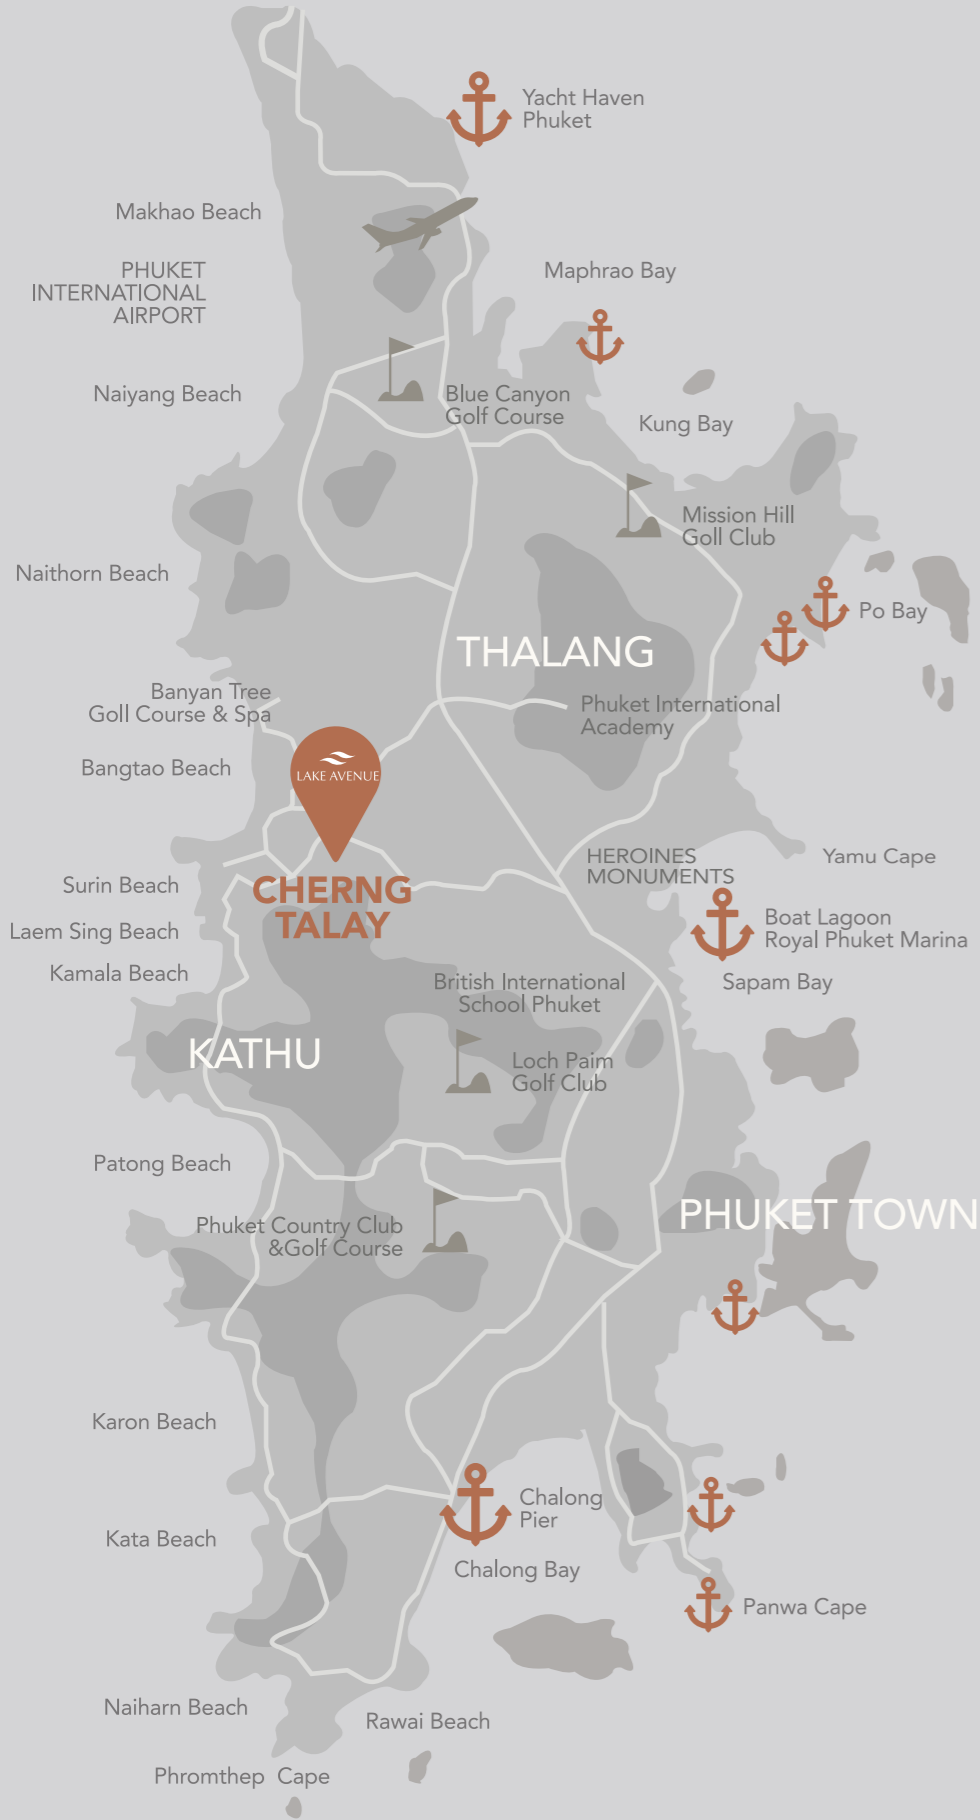 Yacht Haven
Phuket
Makhao Beach
PHUKET
INTERNATIONAL
AIRPORT
Maphrao Bay
Naiyang Beach
Blue Canyon
Golf Course
Kung Bay
Mission Hill
Goll Club
Naithorn Beach
Po Bay
THALANG
Banyan Tree
Goll Course & Spa
Phuket International
Academy
Bangtao Beach
LAKE AVENUE
HEROINES
MONUMENTS
Yamu Cape
Surin Beach
CHERNG
TALAY
Laem Sing Beach
Boat Lagoon
Royal Phuket Marina
Kamala Beach
British International
School Phuket
Sapam Bay
KATHU
Loch Paim
Golf Club
Patong Beach
PHUKET TOWN
Phuket Country Club
&Golf Course
Karon Beach
Chalong
Pier
Kata Beach
Chalong Bay
Panwa Cape
Naiharn Beach
Rawai Beach
Phromthep Cape